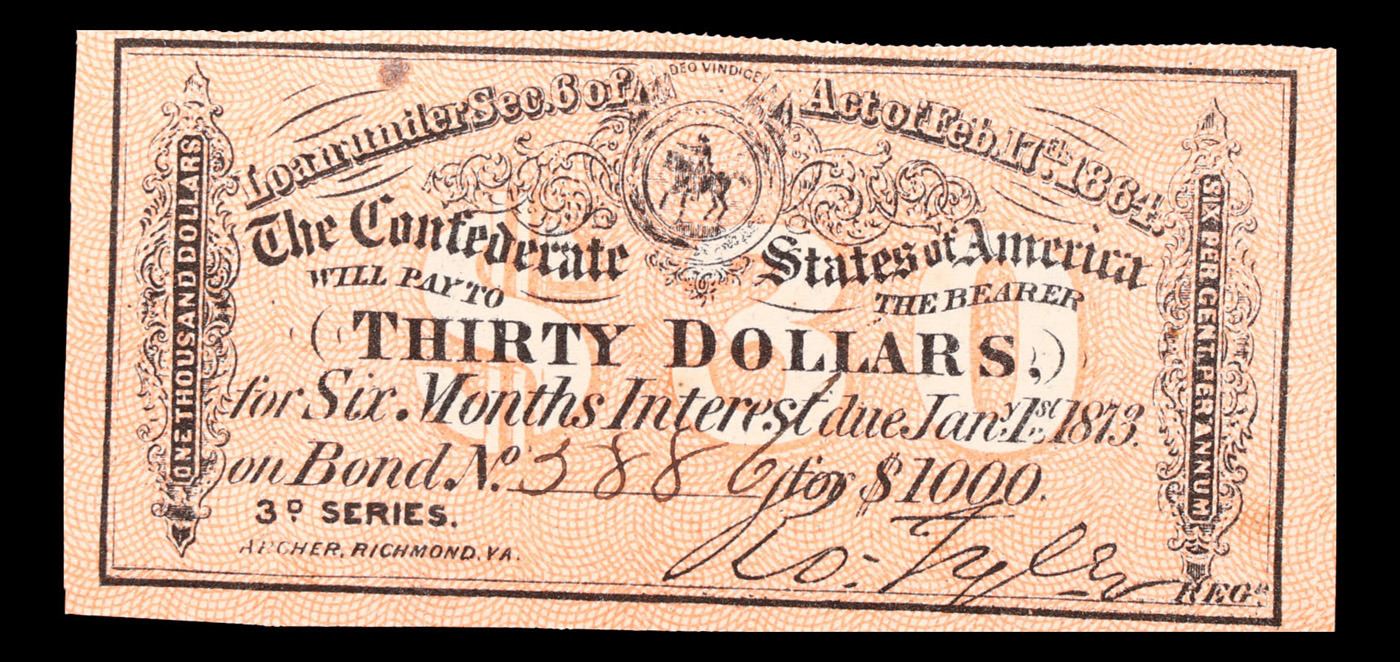 DEO VINDICE
Loan under Sec. 6 of Act of Feb. 17th 1864.
The Confederate States of America
WILL PAY TO THE BEARER
$30
(THIRTY DOLLARS,)
for Six Months Interest due Jany. 1st 1873.
on Bond No. 3886 for $1000.
3D SERIES.
Ro. Tyler REGR.
ARCHER, RICHMOND, VA.
ONE THOUSAND DOLLARS
SIX PER CENT PER ANNUM